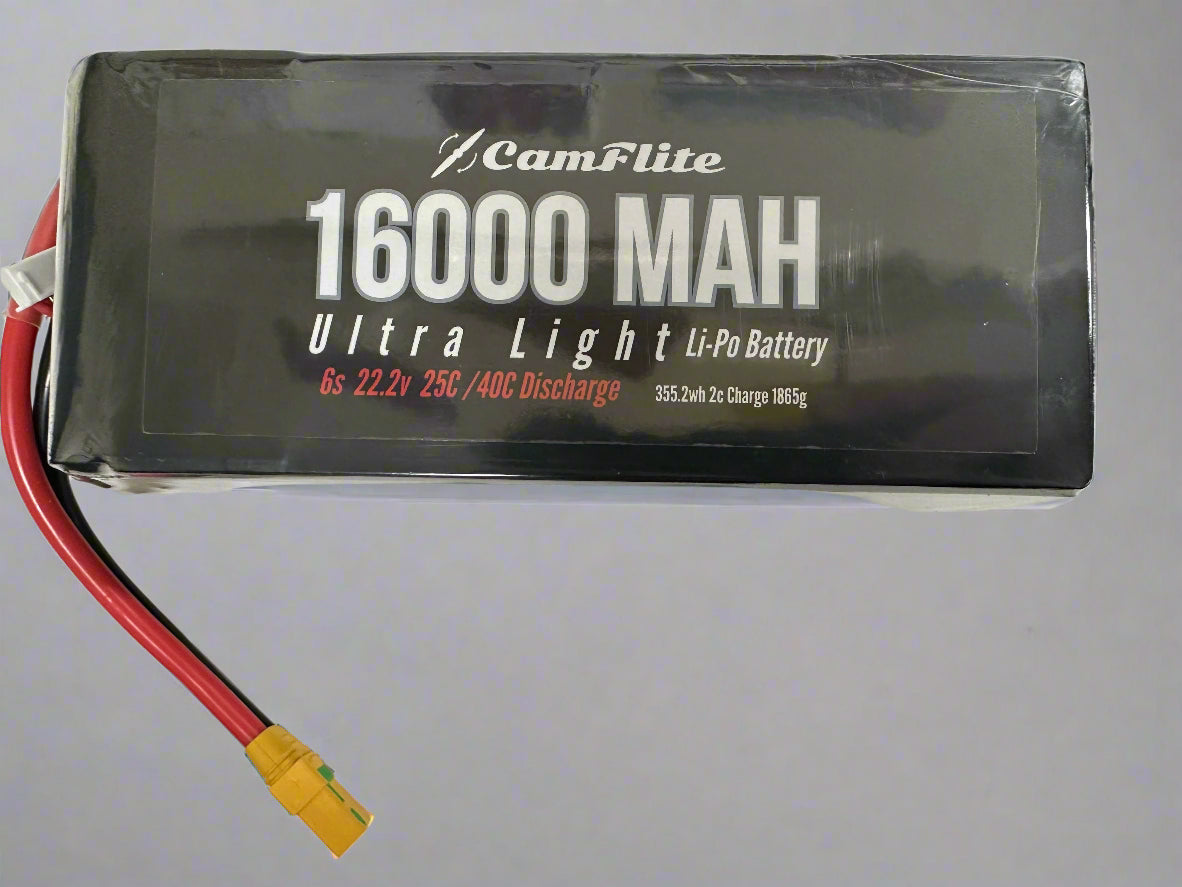 CamFlite
16000 MAH
Ultra Light Li-Po Battery
6s 22.2v 25C /40C Discharge 355.2wh 2c Charge 1865g